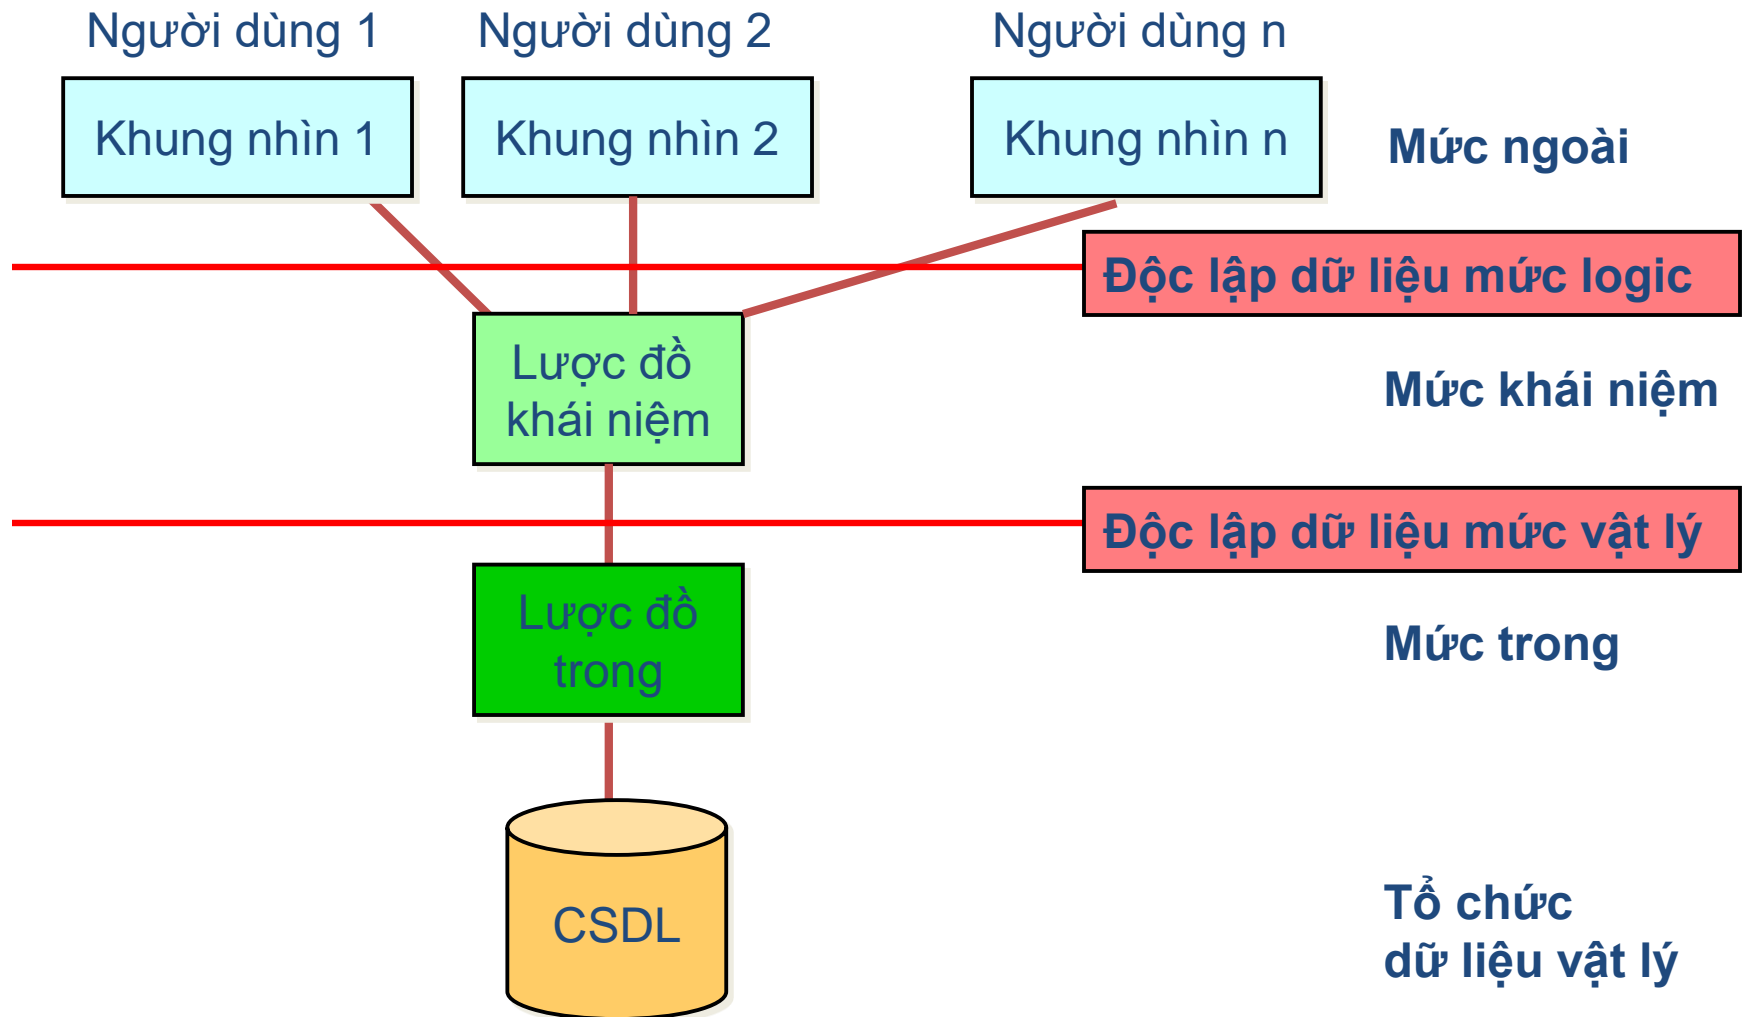 Người dùng 1
Người dùng 2
Người dùng n
Khung nhìn 1
Khung nhìn 2
Khung nhìn n
Mức ngoài
Độc lập dữ liệu mức logic
Lược đồ
khái niệm
Mức khái niệm
Độc lập dữ liệu mức vật lý
Lược đồ
trong
Mức trong
CSDL
Tổ chức
dữ liệu vật lý